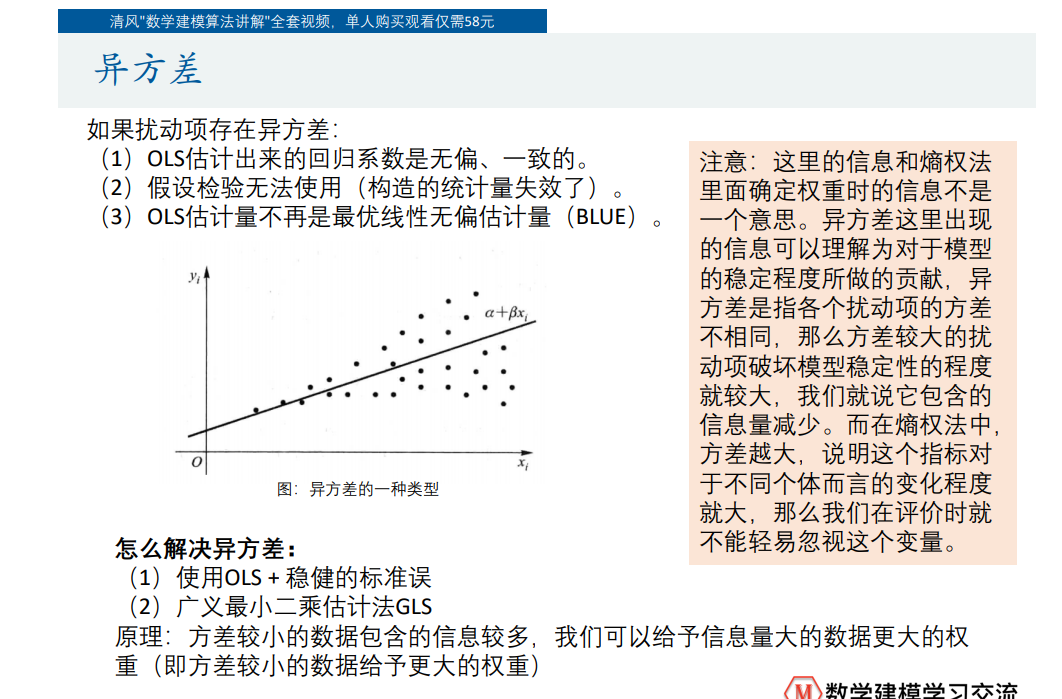 清风"数学建模算法讲解"全套视频，单人购买观看仅需58元
异方差
如果扰动项存在异方差：
（1）OLS估计出来的回归系数是无偏、一致的。
（2）假设检验无法使用（构造的统计量失效了）。
（3）OLS估计量不再是最优线性无偏估计量（BLUE）。
yᵢ
α+βxᵢ
O
xᵢ
图：异方差的一种类型
注意：这里的信息和熵权法
里面确定权重时的信息不是
一个意思。异方差这里出现
的信息可以理解为对于模型
的稳定程度所做的贡献，异
方差是指各个扰动项的方差
不相同，那么方差较大的扰
动项破坏模型稳定性的程度
就较大，我们就说它包含的
信息量减少。而在熵权法中，
方差越大，说明这个指标对
于不同个体而言的变化程度
就大，那么我们在评价时就
不能轻易忽视这个变量。
怎么解决异方差：
（1）使用OLS + 稳健的标准误
（2）广义最小二乘估计法GLS
原理：方差较小的数据包含的信息较多，我们可以给予信息量大的数据更大的权
重（即方差较小的数据给予更大的权重）
M 数学建模学习交流